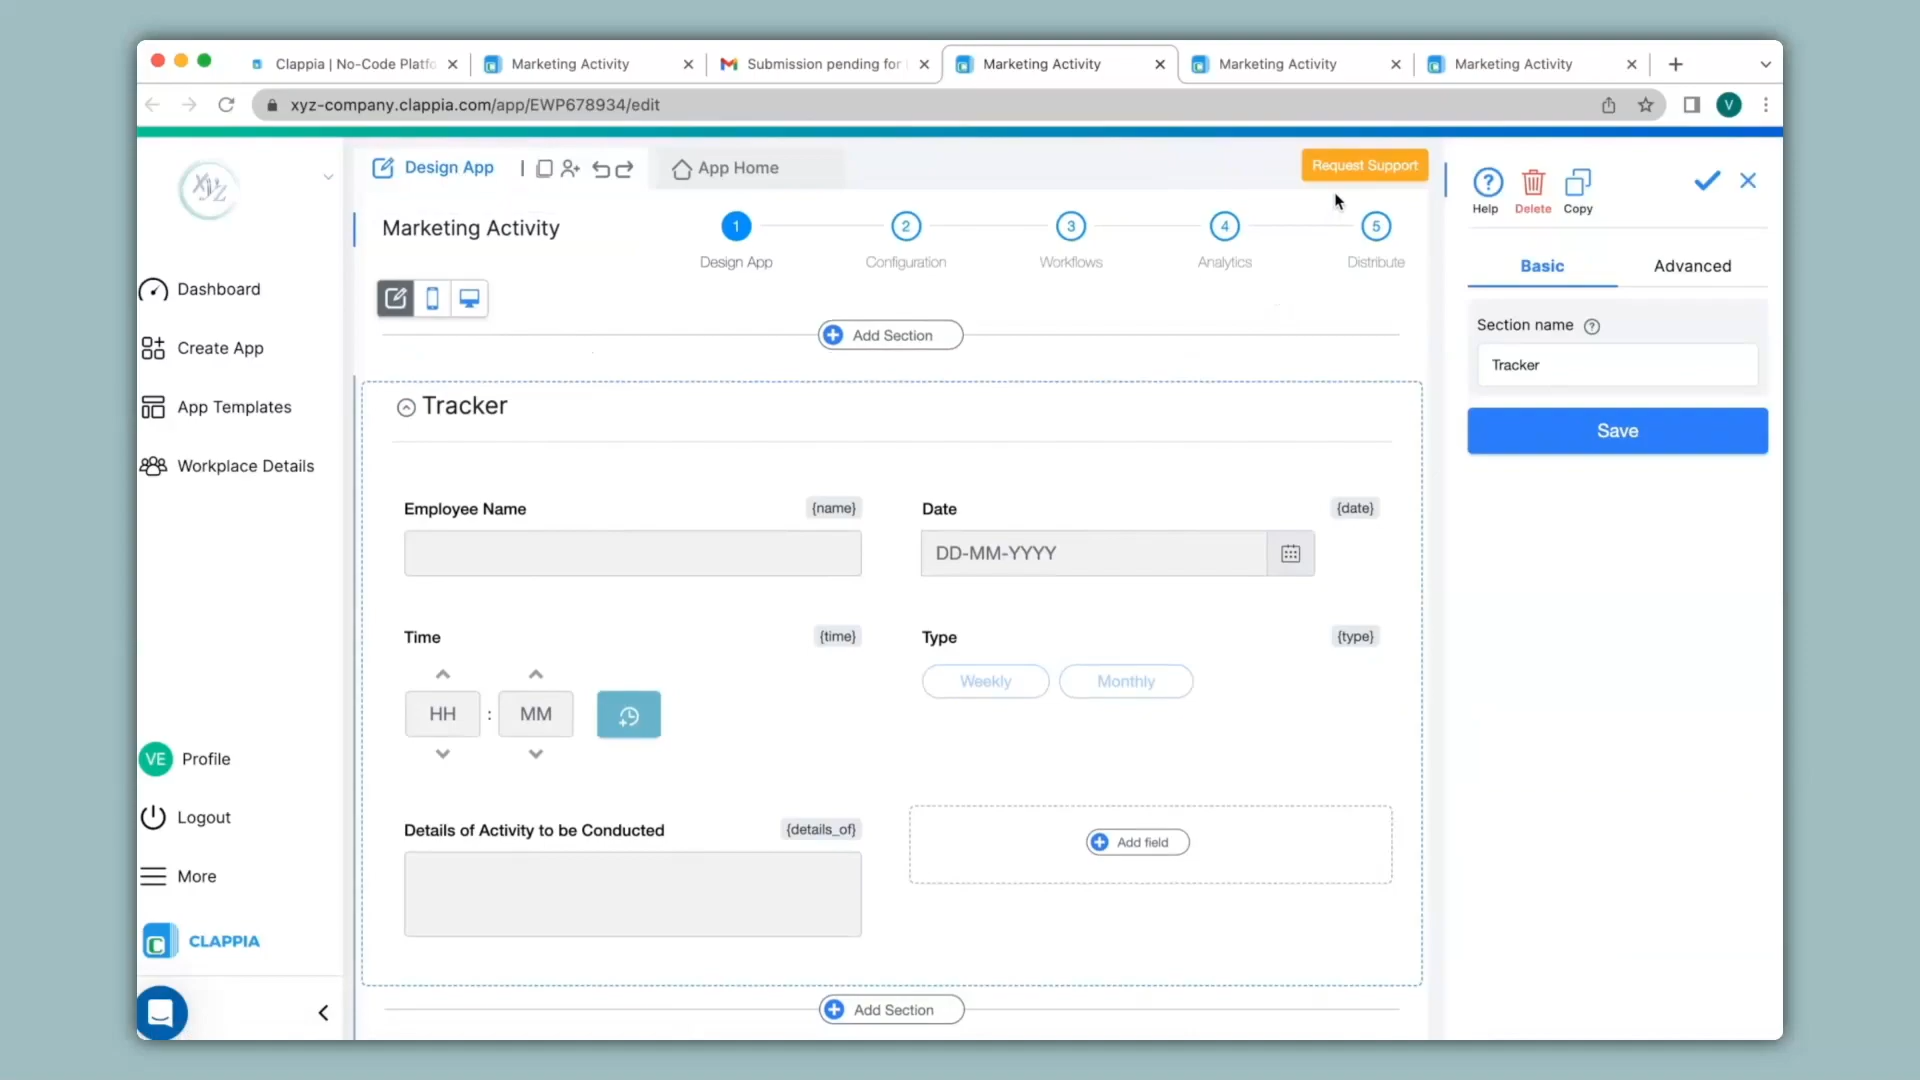 Clappia | No-Code Platfo
Marketing Activity
Submission pending for
Marketing Activity
Marketing Activity
Marketing Activity
xyz-company.clappia.com/app/EWP678934/edit
V
xyz
Design App
App Home
Request Support
Help
Delete
Copy
Marketing Activity
1
2
3
4
5
Design App
Configuration
Workflows
Analytics
Distribute
Basic
Advanced
Dashboard
Create App
App Templates
Workplace Details
Add Section
Section name
Tracker
Save
Tracker
Employee Name
{name}
Date
{date}
DD-MM-YYYY
Time
{time}
Type
{type}
Weekly
Monthly
HH : MM
Details of Activity to be Conducted
{details_of}
Add field
VE Profile
Logout
More
CLAPPIA
Add Section